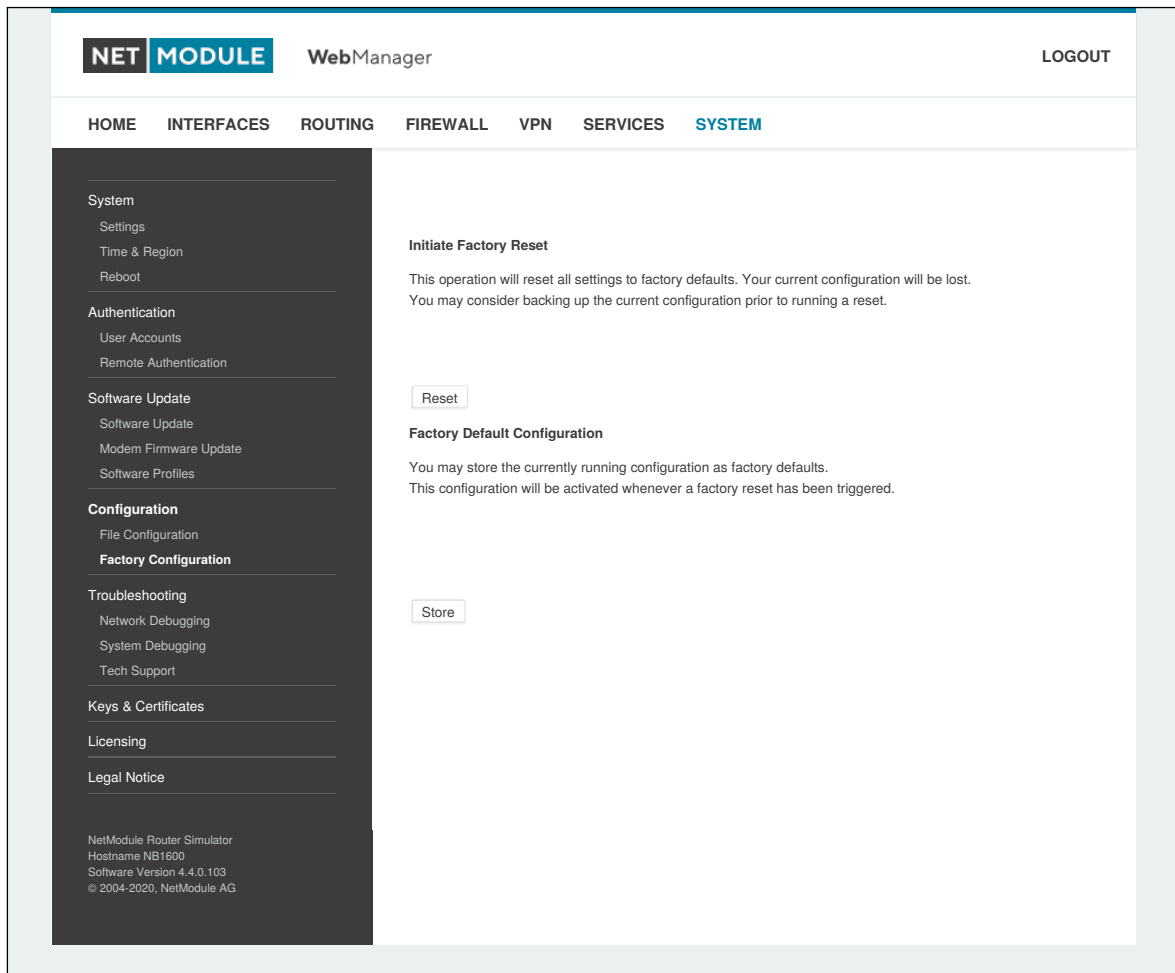 NET MODULE WebManager LOGOUT
HOME INTERFACES ROUTING FIREWALL VPN SERVICES SYSTEM
System
Settings
Time & Region
Reboot
Authentication
User Accounts
Remote Authentication
Software Update
Software Update
Modem Firmware Update
Software Profiles
Configuration
File Configuration
Factory Configuration
Troubleshooting
Network Debugging
System Debugging
Tech Support
Keys & Certificates
Licensing
Legal Notice
NetModule Router Simulator
Hostname NB1600
Software Version 4.4.0.103
© 2004-2020, NetModule AG
Initiate Factory Reset
This operation will reset all settings to factory defaults. Your current configuration will be lost.
You may consider backing up the current configuration prior to running a reset.
Reset
Factory Default Configuration
You may store the currently running configuration as factory defaults.
This configuration will be activated whenever a factory reset has been triggered.
Store